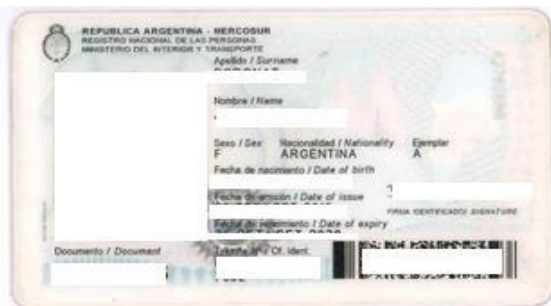 REPUBLICA ARGENTINA - MERCOSUR
REGISTRO NACIONAL DE LAS PERSONAS
MINISTERIO DEL INTERIOR Y TRANSPORTE
Apellido / Surname
Nombre / Name
Sexo / Sex Nacionalidad / Nationality Ejemplar
F ARGENTINA A
Fecha de nacimiento / Date of birth
Fecha de emisión / Date of issue
FIRMA IDENTIFICADO/ SIGNATURE
Fecha de vencimiento / Date of expiry
Documento / Document Trámite Nº / Of. Ident.